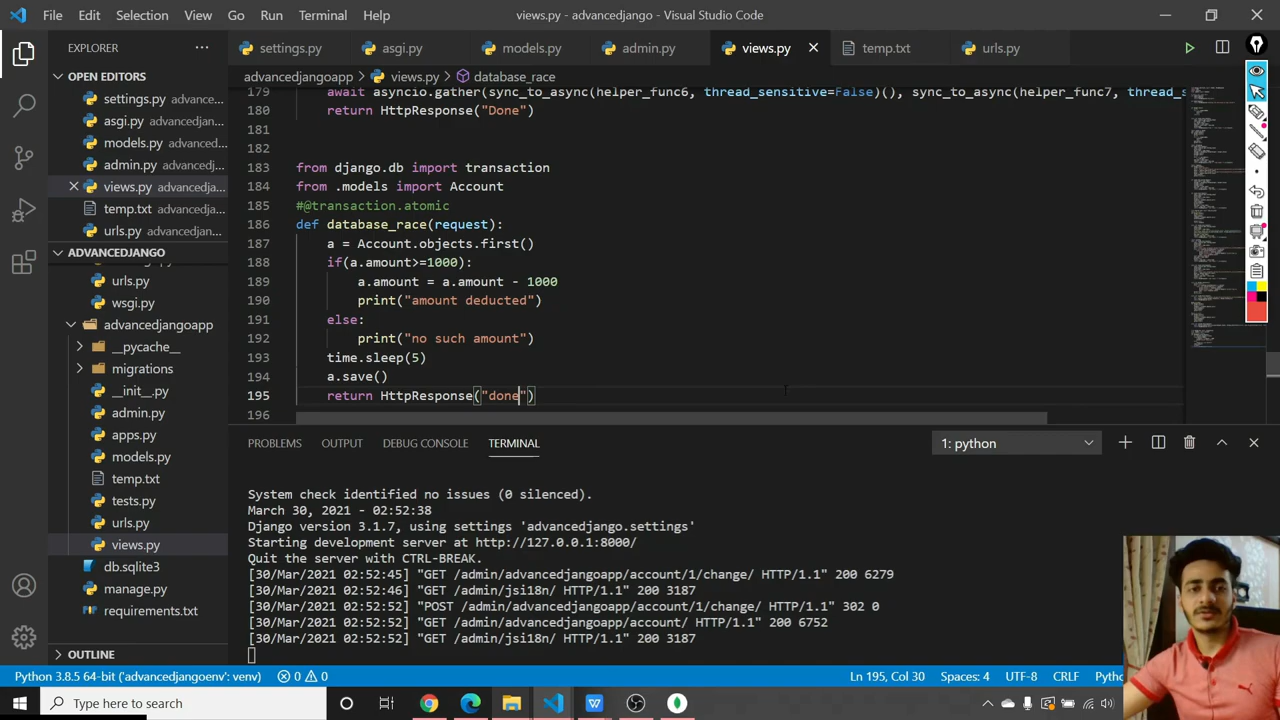 File Edit Selection View Go Run Terminal Help views.py - advancedjango - Visual Studio Code
EXPLORER
settings.py asgi.py models.py admin.py views.py temp.txt urls.py
OPEN EDITORS
advancedjangoapp > views.py > database_race
settings.py advance...
asgi.py advancedja...
models.py advance...
admin.py advanced...
views.py advancedja...
temp.txt advancedja...
urls.py advancedja...
ADVANCEDJANGO
urls.py
wsgi.py
advancedjangoapp
__pycache__
migrations
__init__.py
admin.py
apps.py
models.py
temp.txt
tests.py
urls.py
views.py
db.sqlite3
manage.py
requirements.txt
OUTLINE
179 await asyncio.gather(sync_to_async(helper_func6, thread_sensitive=False)(), sync_to_async(helper_func7, thread_s
180 return HttpResponse("Done")
181
182
183 from django.db import transaction
184 from .models import Account
185 #@transaction.atomic
186 def database_race(request):
187 a = Account.objects.first()
188 if(a.amount>=1000):
189 a.amount = a.amount - 1000
190 print("amount deducted")
191 else:
192 print("no such amount")
193 time.sleep(5)
194 a.save()
195 return HttpResponse("done")
196
PROBLEMS OUTPUT DEBUG CONSOLE TERMINAL 1: python
System check identified no issues (0 silenced).
March 30, 2021 - 02:52:38
Django version 3.1.7, using settings 'advancedjango.settings'
Starting development server at http://127.0.0.1:8000/
Quit the server with CTRL-BREAK.
[30/Mar/2021 02:52:45] "GET /admin/advancedjangoapp/account/1/change/ HTTP/1.1" 200 6279
[30/Mar/2021 02:52:46] "GET /admin/jsi18n/ HTTP/1.1" 200 3187
[30/Mar/2021 02:52:52] "POST /admin/advancedjangoapp/account/1/change/ HTTP/1.1" 302 0
[30/Mar/2021 02:52:52] "GET /admin/advancedjangoapp/account/ HTTP/1.1" 200 6752
[30/Mar/2021 02:52:52] "GET /admin/jsi18n/ HTTP/1.1" 200 3187
Python 3.8.5 64-bit ('advancedjangoenv': venv) 0 0 Ln 195, Col 30 Spaces: 4 UTF-8 CRLF Pytho
Type here to search